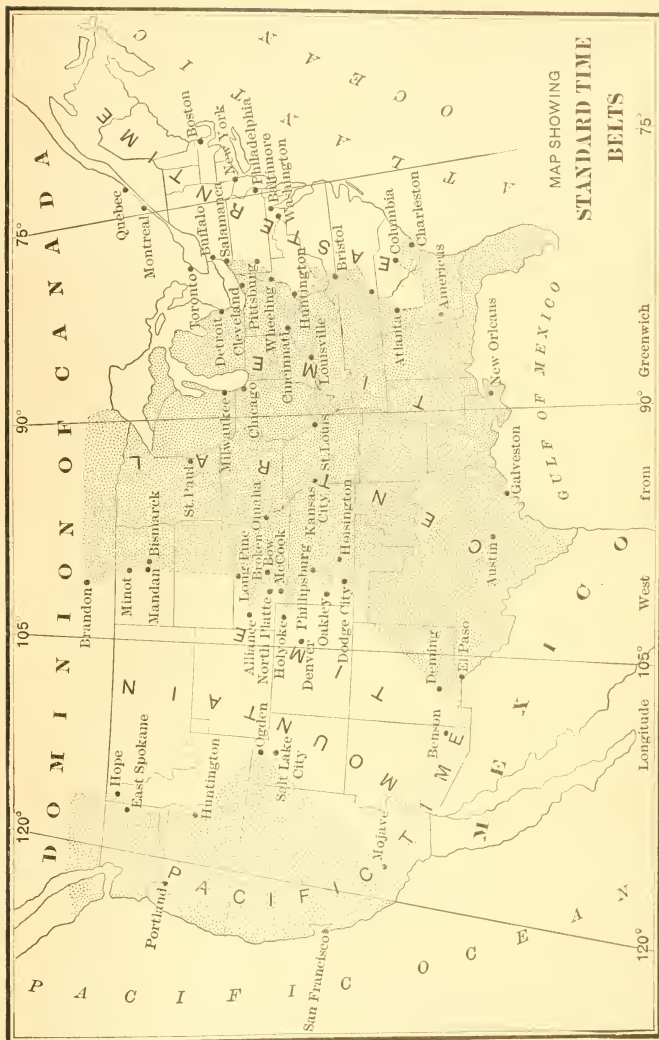 MAP SHOWING
STANDARD TIME
BELTS
DOMINION OF CANADA
PACIFIC OCEAN
ATLANTIC OCEAN
GULF OF MEXICO
MEXICO
PACIFIC TIME
MOUNTAIN TIME
CENTRAL TIME
EASTERN TIME
120°
105°
90°
75°
Quebec
Montreal
Boston
Toronto
Buffalo
Salamanca
New York
Philadelphia
Baltimore
Washington
Detroit
Cleveland
Pittsburg
Wheeling
Huntington
Cincinnati
Louisville
Bristol
Columbia
Charleston
Atlanta
Americus
Milwaukee
Chicago
St. Louis
New Orleans
Galveston
Austin
St. Paul
Omaha
Kansas
City
Hoisington
Brandon
Minot
Mandan
Bismarck
Long Pine
Broken
Bow
McCook
Alliance
North Platte
Holyoke
Phillipsburg
Denver
Oakley
Dodge City
Deming
El Paso
Benson
Hope
East Spokane
Huntington
Ogden
Salt Lake
City
Mojave
Portland
San Francisco
120°
Longitude
105°
West
from
90° Greenwich
75°